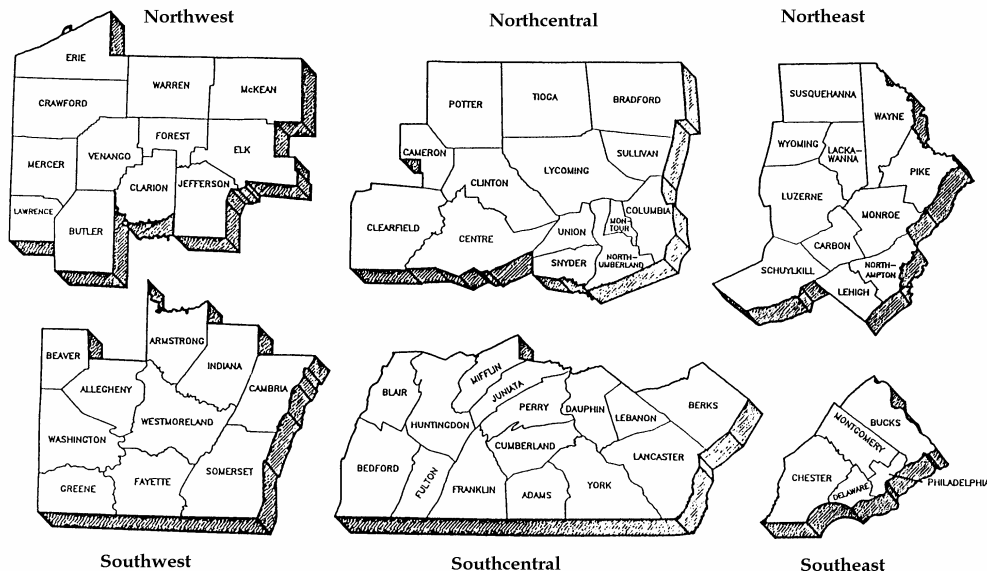 Northwest
ERIE
WARREN
McKEAN
CRAWFORD
FOREST
ELK
VENANGO
MERCER
CLARION
JEFFERSON
LAWRENCE
BUTLER
Northcentral
POTTER
TIOGA
BRADFORD
CAMERON
SULLIVAN
LYCOMING
CLINTON
CLEARFIELD
CENTRE
UNION
MON-
TOUR
COLUMBIA
SNYDER
NORTH-
UMBERLAND
Northeast
SUSQUEHANNA
WAYNE
WYOMING
LACKA-
WANNA
PIKE
LUZERNE
MONROE
CARBON
SCHUYLKILL
NORTH-
AMPTON
LEHIGH
ARMSTRONG
BEAVER
INDIANA
ALLEGHENY
CAMBRIA
WESTMORELAND
WASHINGTON
SOMERSET
GREENE
FAYETTE
Southwest
MIFFLIN
BLAIR
JUNIATA
PERRY
DAUPHIN
BERKS
LEBANON
HUNTINGDON
CUMBERLAND
LANCASTER
BEDFORD
FULTON
FRANKLIN
ADAMS
YORK
Southcentral
BUCKS
MONTGOMERY
CHESTER
DELAWARE
PHILADELPHIA
Southeast